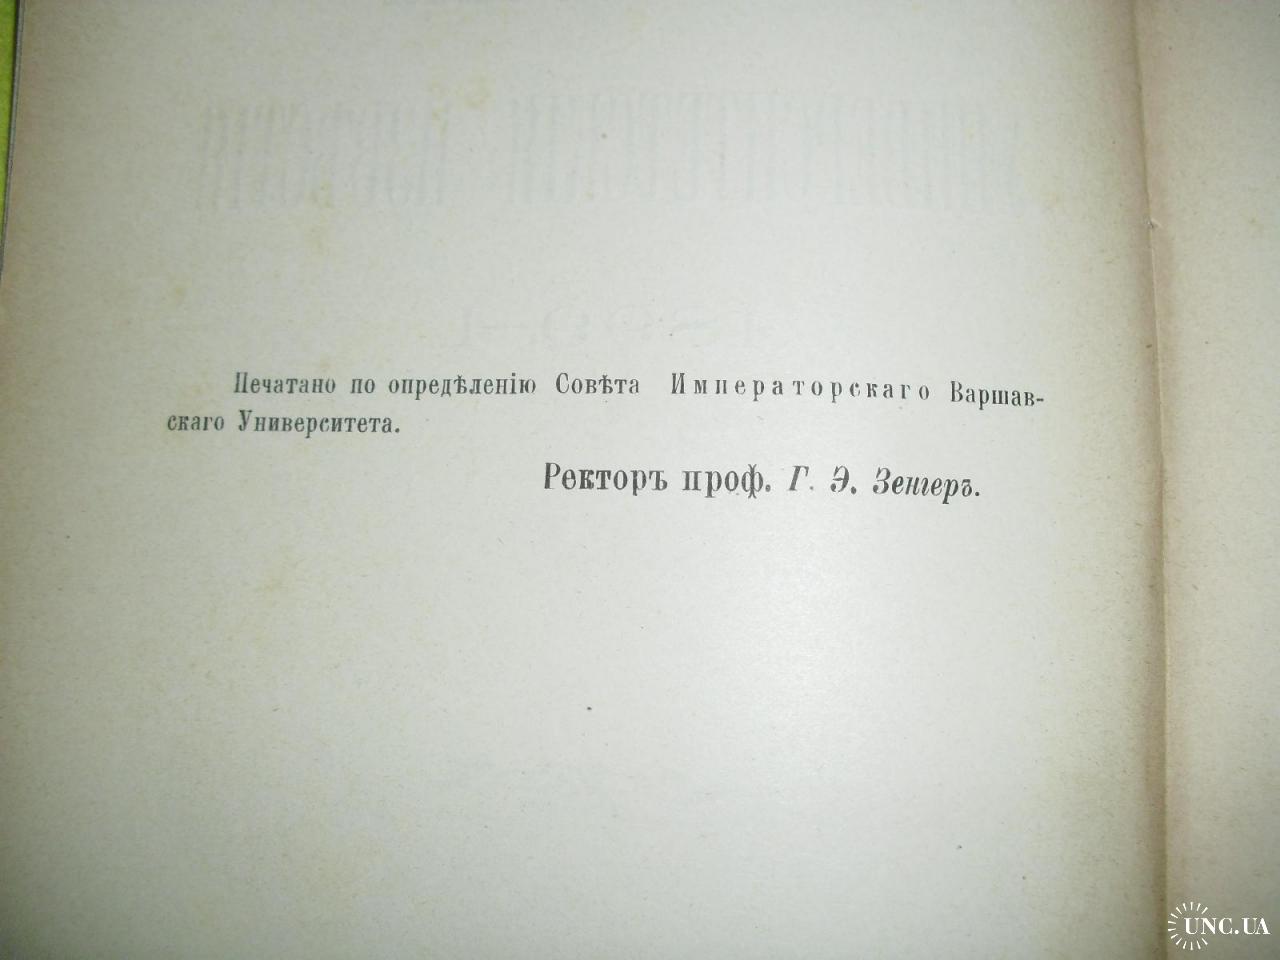 Печатано по опредѣленію Совѣта Императорскаго Варшав-
скаго Университета.
Ректоръ проф. Г. Э. Зенгеръ.
UNC.UA